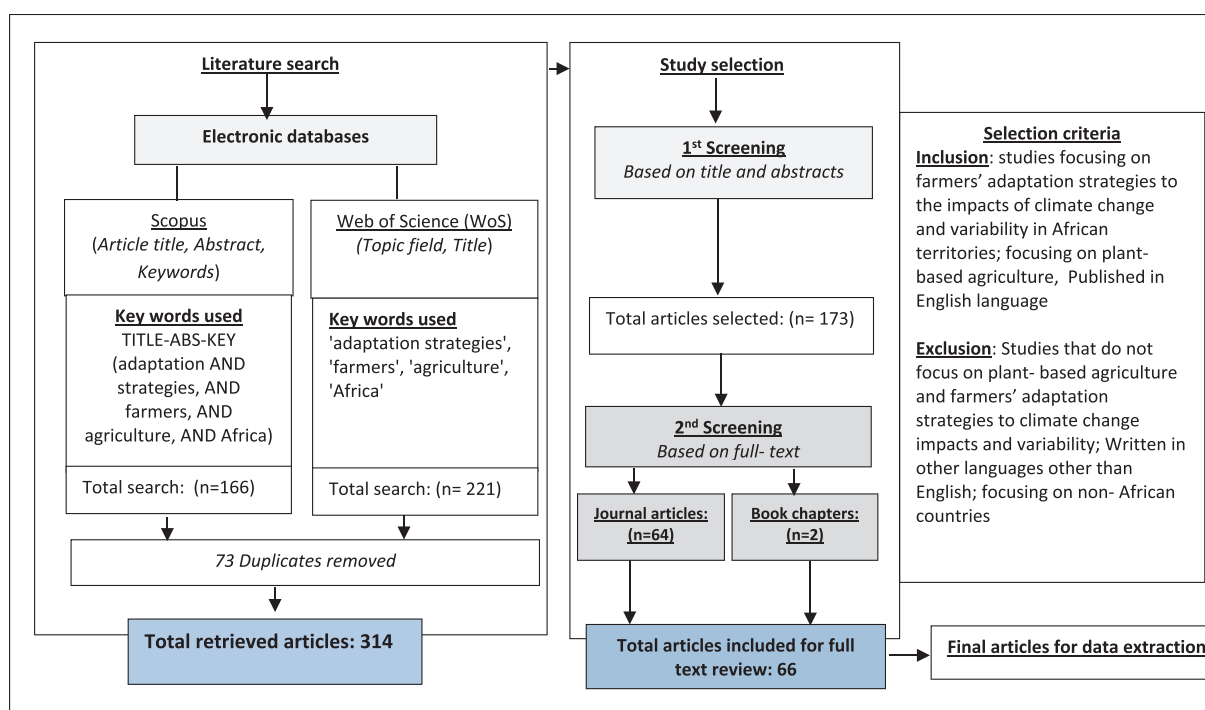 Literature search
Electronic databases
Scopus
(Article title, Abstract,
Keywords)
Key words used
TITLE-ABS-KEY
(adaptation AND
strategies, AND
farmers, AND
agriculture, AND Africa)
Total search: (n=166)
Web of Science (WoS)
(Topic field, Title)
Key words used
'adaptation strategies',
'farmers', 'agriculture',
'Africa'
Total search: (n= 221)
73 Duplicates removed
Total retrieved articles: 314
Study selection
1st Screening
Based on title and abstracts
Total articles selected: (n= 173)
2nd Screening
Based on full- text
Journal articles:
(n=64)
Book chapters:
(n=2)
Total articles included for full
text review: 66
Selection criteria
Inclusion: studies focusing on
farmers’ adaptation strategies to
the impacts of climate change
and variability in African
territories; focusing on plant-
based agriculture, Published in
English language
Exclusion: Studies that do not
focus on plant- based agriculture
and farmers’ adaptation
strategies to climate change
impacts and variability; Written in
other languages other than
English; focusing on non- African
countries
Final articles for data extraction